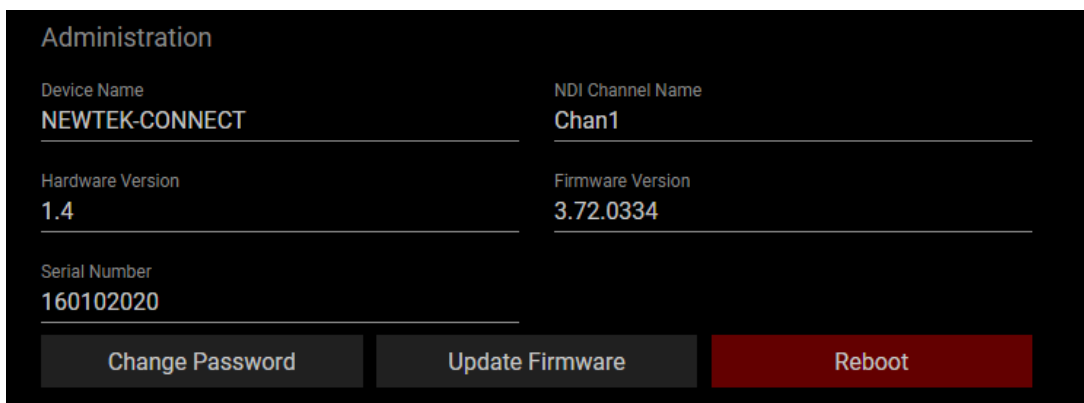 Administration
Device Name
NDI Channel Name
NEWTEK-CONNECT
Chan1
Hardware Version
Firmware Version
1.4
3.72.0334
Serial Number
160102020
Change Password
Update Firmware
Reboot